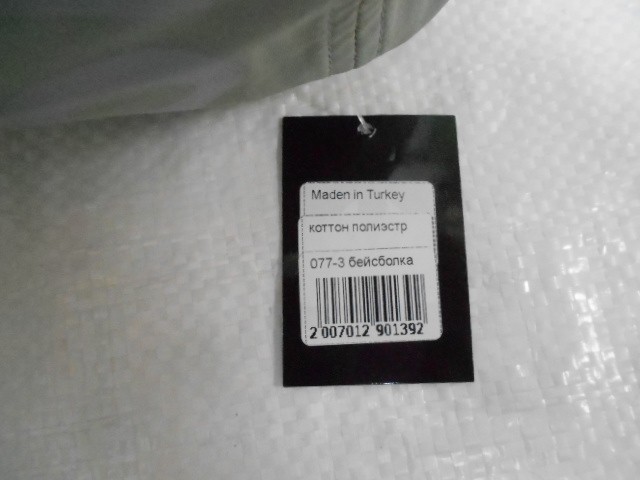 Maden in Turkey
коттон полиэстр
077-3 бейсболка
2 007012 901392